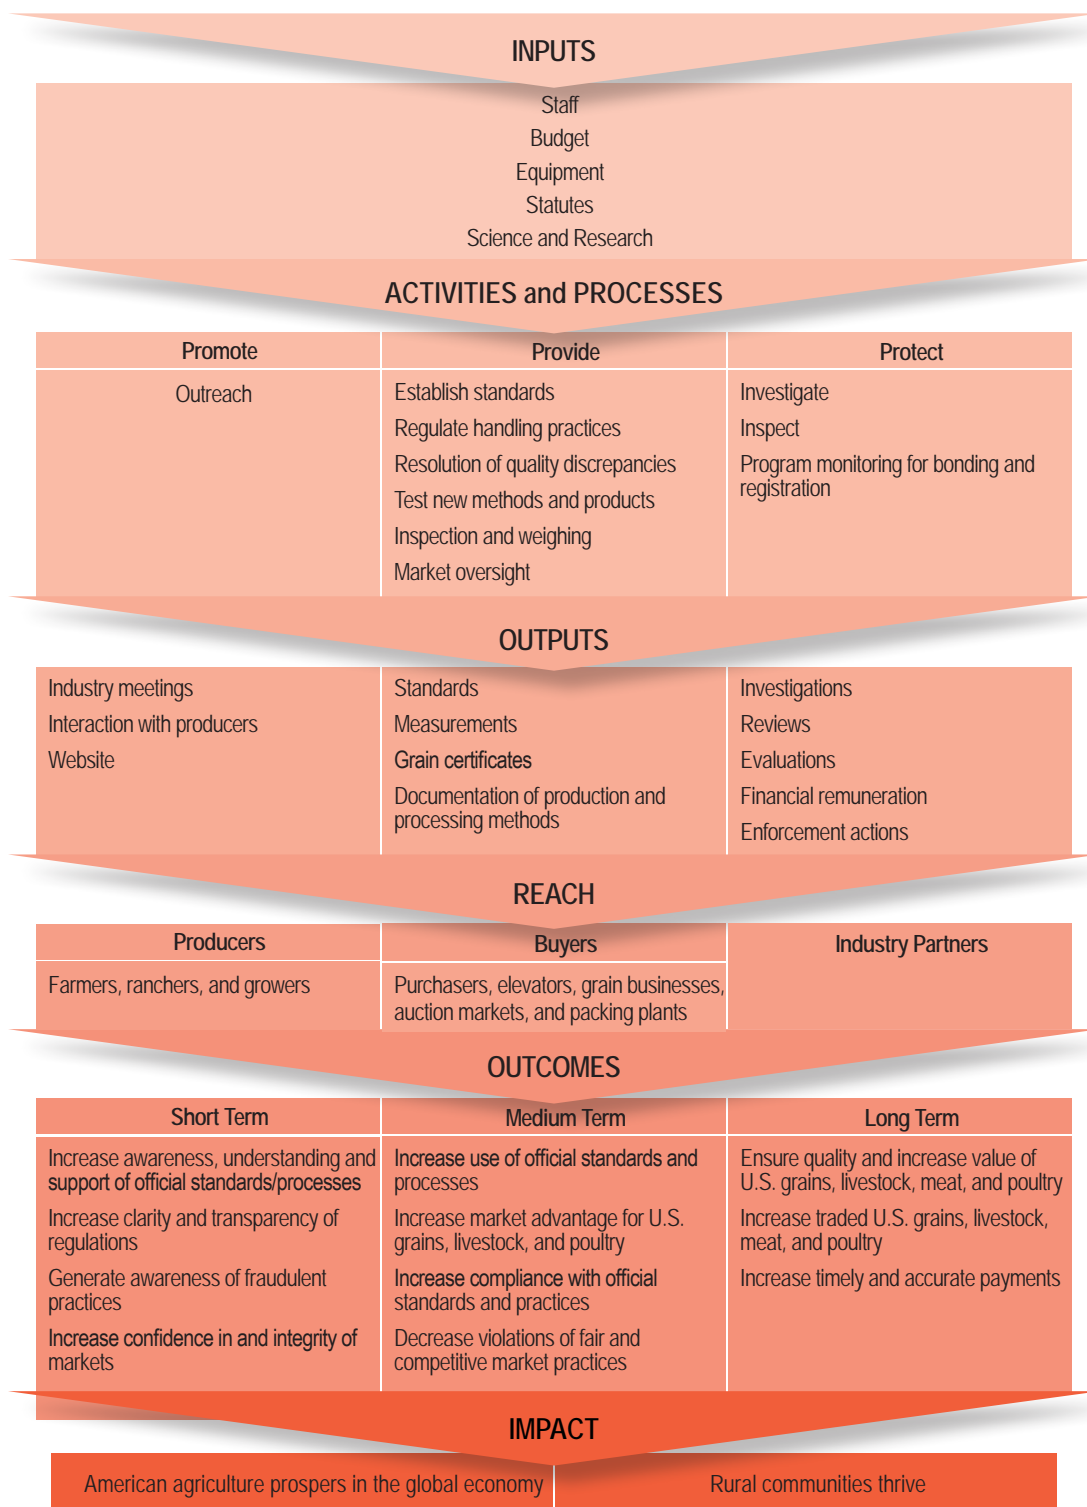 INPUTS
Staff
Budget
Equipment
Statutes
Science and Research
ACTIVITIES and PROCESSES
Promote
Outreach
Provide
Establish standards
Regulate handling practices
Resolution of quality discrepancies
Test new methods and products
Inspection and weighing
Market oversight
Protect
Investigate
Inspect
Program monitoring for bonding and
registration
OUTPUTS
Industry meetings
Interaction with producers
Website
Standards
Measurements
Grain certificates
Documentation of production and
processing methods
Investigations
Reviews
Evaluations
Financial remuneration
Enforcement actions
REACH
Producers
Farmers, ranchers, and growers
Buyers
Purchasers, elevators, grain businesses,
auction markets, and packing plants
Industry Partners
OUTCOMES
Short Term
Increase awareness, understanding and
support of official standards/processes
Increase clarity and transparency of
regulations
Generate awareness of fraudulent
practices
Increase confidence in and integrity of
markets
Medium Term
Increase use of official standards and
processes
Increase market advantage for U.S.
grains, livestock, and poultry
Increase compliance with official
standards and practices
Decrease violations of fair and
competitive market practices
Long Term
Ensure quality and increase value of
U.S. grains, livestock, meat, and poultry
Increase traded U.S. grains, livestock,
meat, and poultry
Increase timely and accurate payments
IMPACT
American agriculture prospers in the global economy
Rural communities thrive